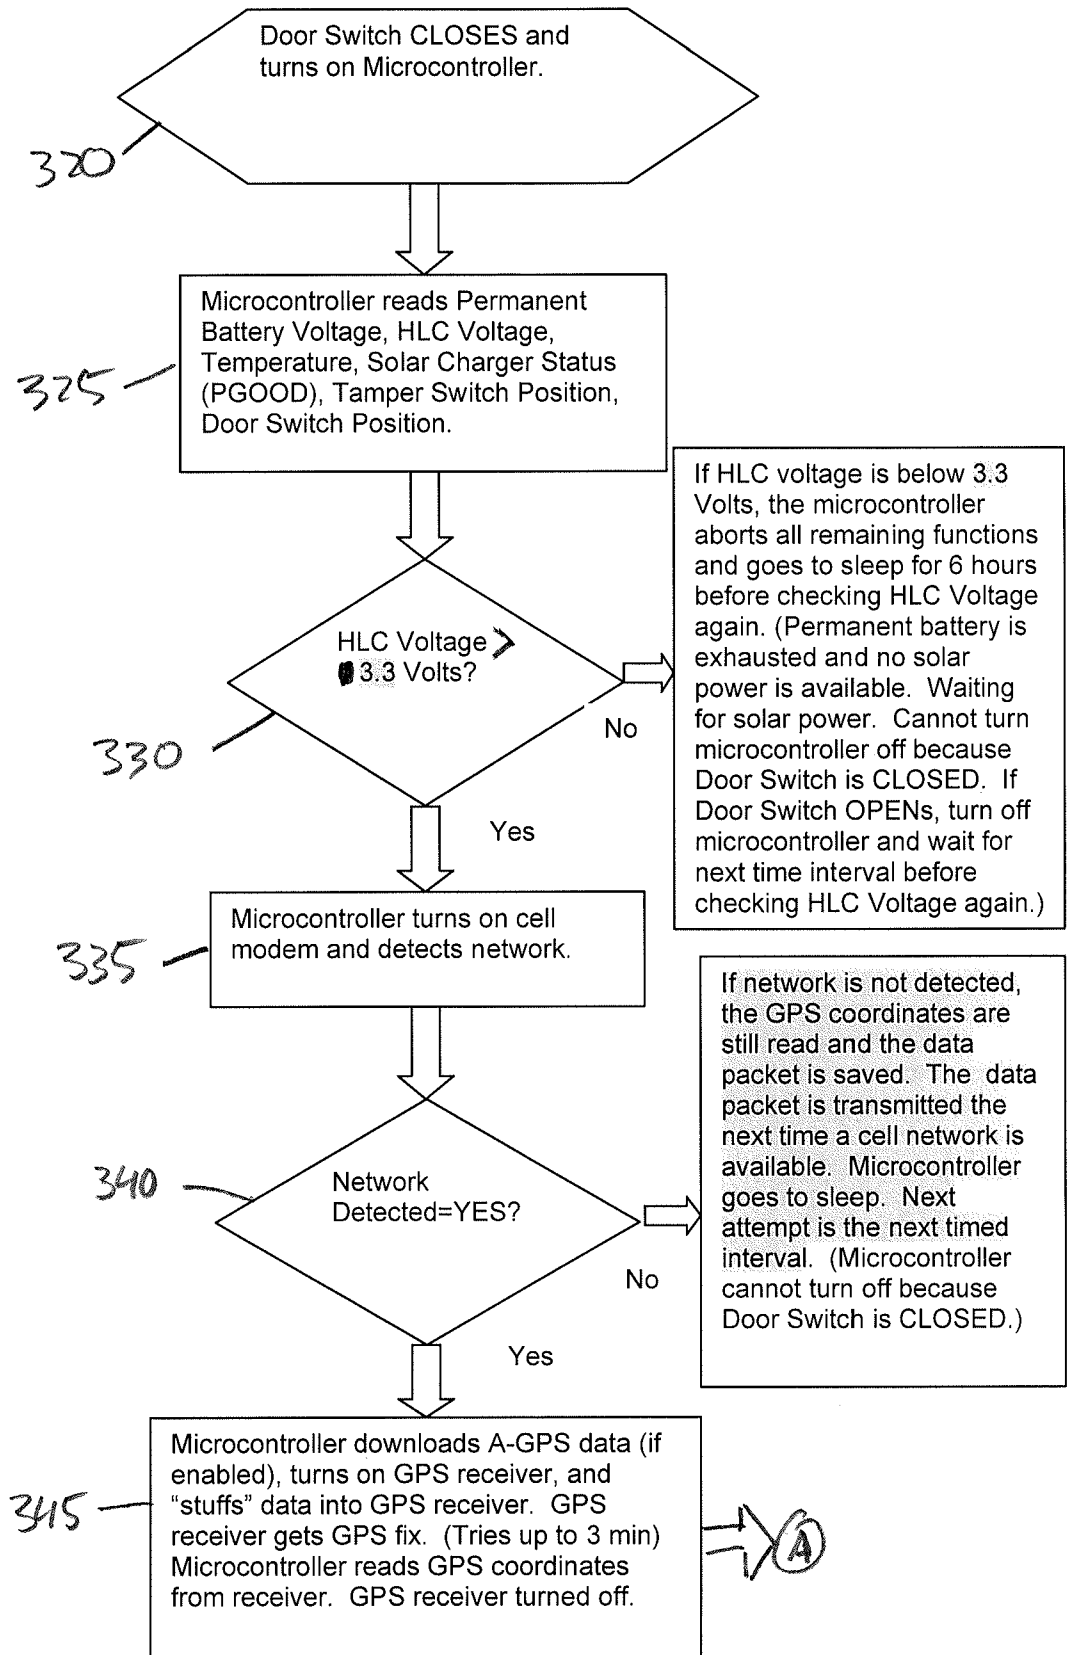 Door Switch CLOSES and
turns on Microcontroller.
320
Microcontroller reads Permanent
Battery Voltage, HLC Voltage,
Temperature, Solar Charger Status
(PGOOD), Tamper Switch Position,
Door Switch Position.
325
HLC Voltage >
3.3 Volts?
330
No
If HLC voltage is below 3.3
Volts, the microcontroller
aborts all remaining functions
and goes to sleep for 6 hours
before checking HLC Voltage
again. (Permanent battery is
exhausted and no solar
power is available. Waiting
for solar power. Cannot turn
microcontroller off because
Door Switch is CLOSED. If
Door Switch OPENs, turn off
microcontroller and wait for
next time interval before
checking HLC Voltage again.)
Yes
Microcontroller turns on cell
modem and detects network.
335
Network
Detected=YES?
340
No
If network is not detected,
the GPS coordinates are
still read and the data
packet is saved. The data
packet is transmitted the
next time a cell network is
available. Microcontroller
goes to sleep. Next
attempt is the next timed
interval. (Microcontroller
cannot turn off because
Door Switch is CLOSED.)
Yes
Microcontroller downloads A-GPS data (if
enabled), turns on GPS receiver, and
“stuffs” data into GPS receiver. GPS
receiver gets GPS fix. (Tries up to 3 min)
Microcontroller reads GPS coordinates
from receiver. GPS receiver turned off.
345
A